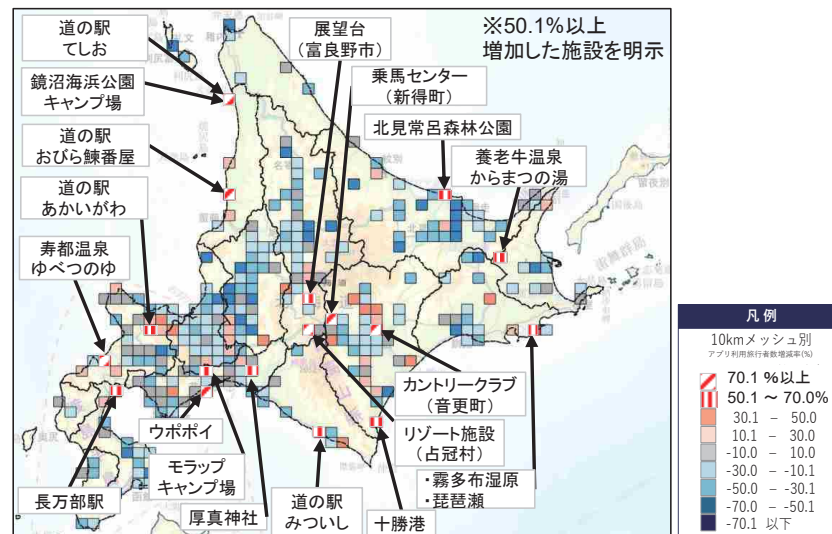 ※50.1%以上
増加した施設を明示
道の駅
てしお
鏡沼海浜公園
キャンプ場
道の駅
おびら鰊番屋
道の駅
あかいがわ
寿都温泉
ゆべつのゆ
展望台
(富良野市)
乗馬センター
(新得町)
北見常呂森林公園
養老牛温泉
からまつの湯
カントリークラブ
(音更町)
リゾート施設
(占冠村)
・霧多布湿原
・琵琶瀬
ウポポイ
モラップ
キャンプ場
長万部駅
厚真神社
道の駅
みついし
十勝港
凡例
10kmメッシュ別
アプリ利用旅行者数増減率(%)
70.1 %以上
50.1 ~ 70.0%
30.1 - 50.0
10.1 - 30.0
-10.0 - 10.0
-30.0 - -10.1
-50.0 - -30.1
-70.0 - -50.1
-70.1 以下